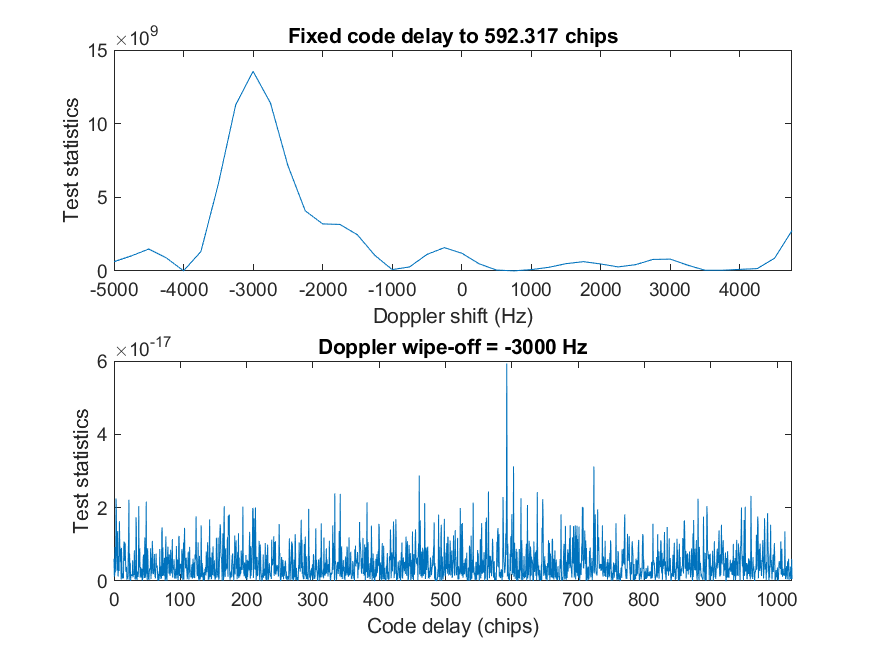 ×10^9
Fixed code delay to 592.317 chips
15
10
5
0
Test statistics
-5000 -4000 -3000 -2000 -1000 0 1000 2000 3000 4000
Doppler shift (Hz)
×10^-17
Doppler wipe-off = -3000 Hz
6
4
2
0
Test statistics
0 100 200 300 400 500 600 700 800 900 1000
Code delay (chips)